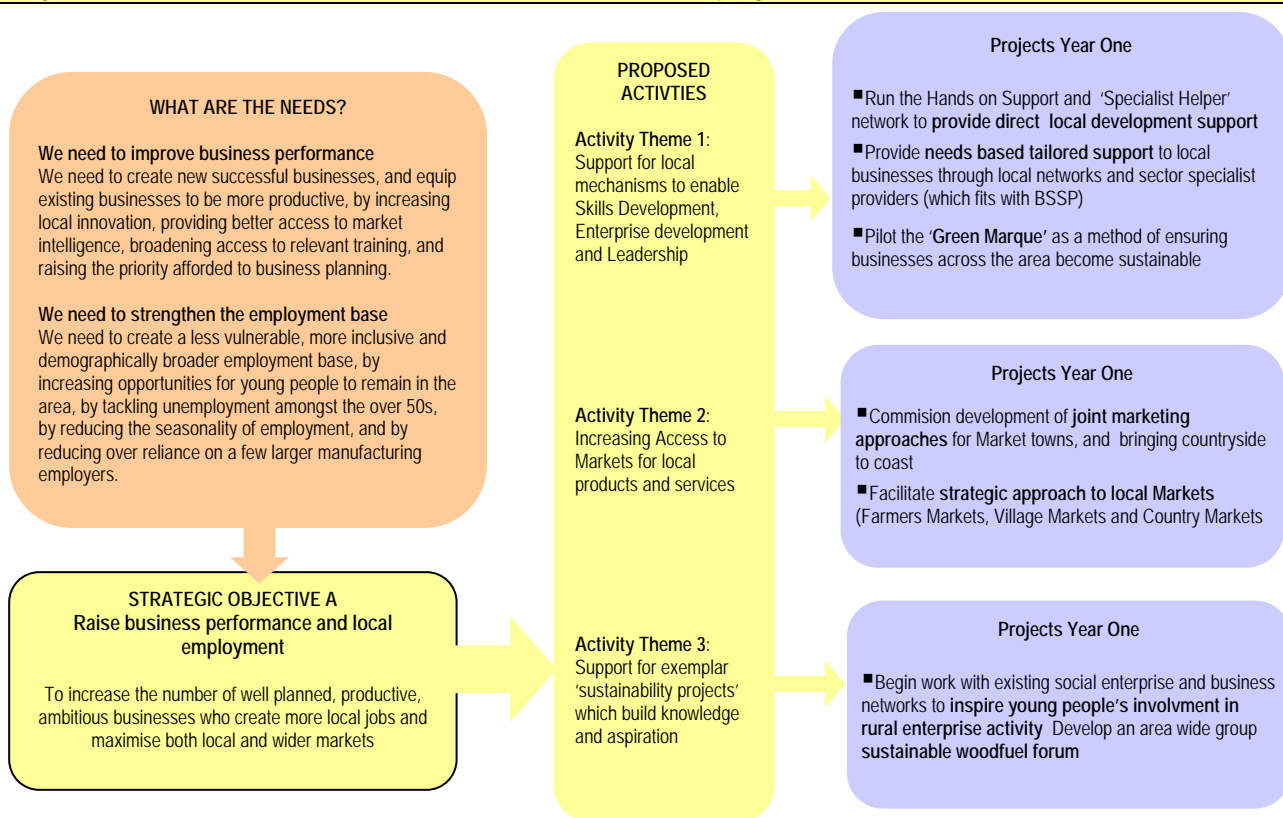 WHAT ARE THE NEEDS?
We need to improve business performance
We need to create new successful businesses, and equip
existing businesses to be more productive, by increasing
local innovation, providing better access to market
intelligence, broadening access to relevant training, and
raising the priority afforded to business planning.
We need to strengthen the employment base
We need to create a less vulnerable, more inclusive and
demographically broader employment base, by
increasing opportunities for young people to remain in the
area, by tackling unemployment amongst the over 50s,
by reducing the seasonality of employment, and by
reducing over reliance on a few larger manufacturing
employers.
STRATEGIC OBJECTIVE A
Raise business performance and local
employment
To increase the number of well planned, productive,
ambitious businesses who create more local jobs and
maximise both local and wider markets
PROPOSED
ACTIVTIES
Activity Theme 1:
Support for local
mechanisms to enable
Skills Development,
Enterprise development
and Leadership
Activity Theme 2:
Increasing Access to
Markets for local
products and services
Activity Theme 3:
Support for exemplar
'sustainability projects'
which build knowledge
and aspiration
Projects Year One
▪Run the Hands on Support and 'Specialist Helper'
network to provide direct local development support
▪Provide needs based tailored support to local
businesses through local networks and sector specialist
providers (which fits with BSSP)
▪Pilot the 'Green Marque' as a method of ensuring
businesses across the area become sustainable
Projects Year One
▪Commision development of joint marketing
approaches for Market towns, and bringing countryside
to coast
▪Facilitate strategic approach to local Markets
(Farmers Markets, Village Markets and Country Markets
Projects Year One
▪Begin work with existing social enterprise and business
networks to inspire young people's involvment in
rural enterprise activity Develop an area wide group
sustainable woodfuel forum